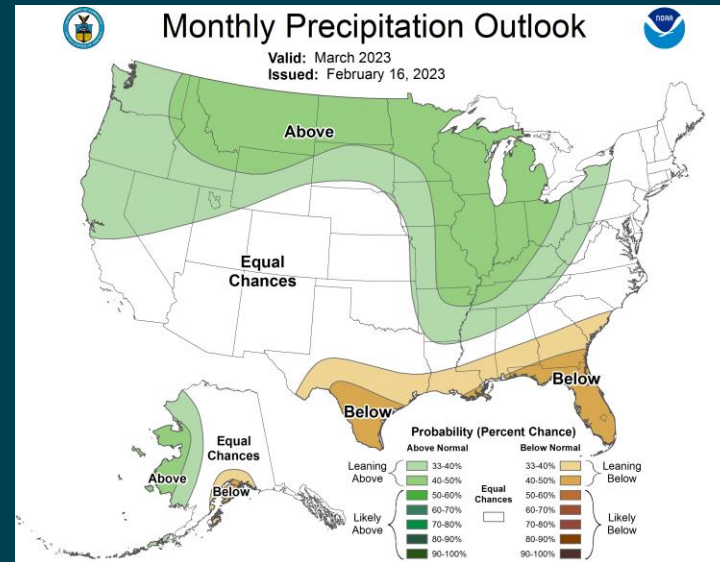 Monthly Precipitation Outlook
Valid: March 2023
Issued: February 16, 2023
NOAA
Above
Equal
Chances
Below
Below
Above
Equal
Chances
Below
Probability (Percent Chance)
Above Normal
Below Normal
Leaning
Above
33-40%
40-50%
Likely
Above
50-60%
60-70%
70-80%
80-90%
90-100%
Equal
Chances
33-40%
40-50%
Leaning
Below
50-60%
60-70%
70-80%
80-90%
90-100%
Likely
Below